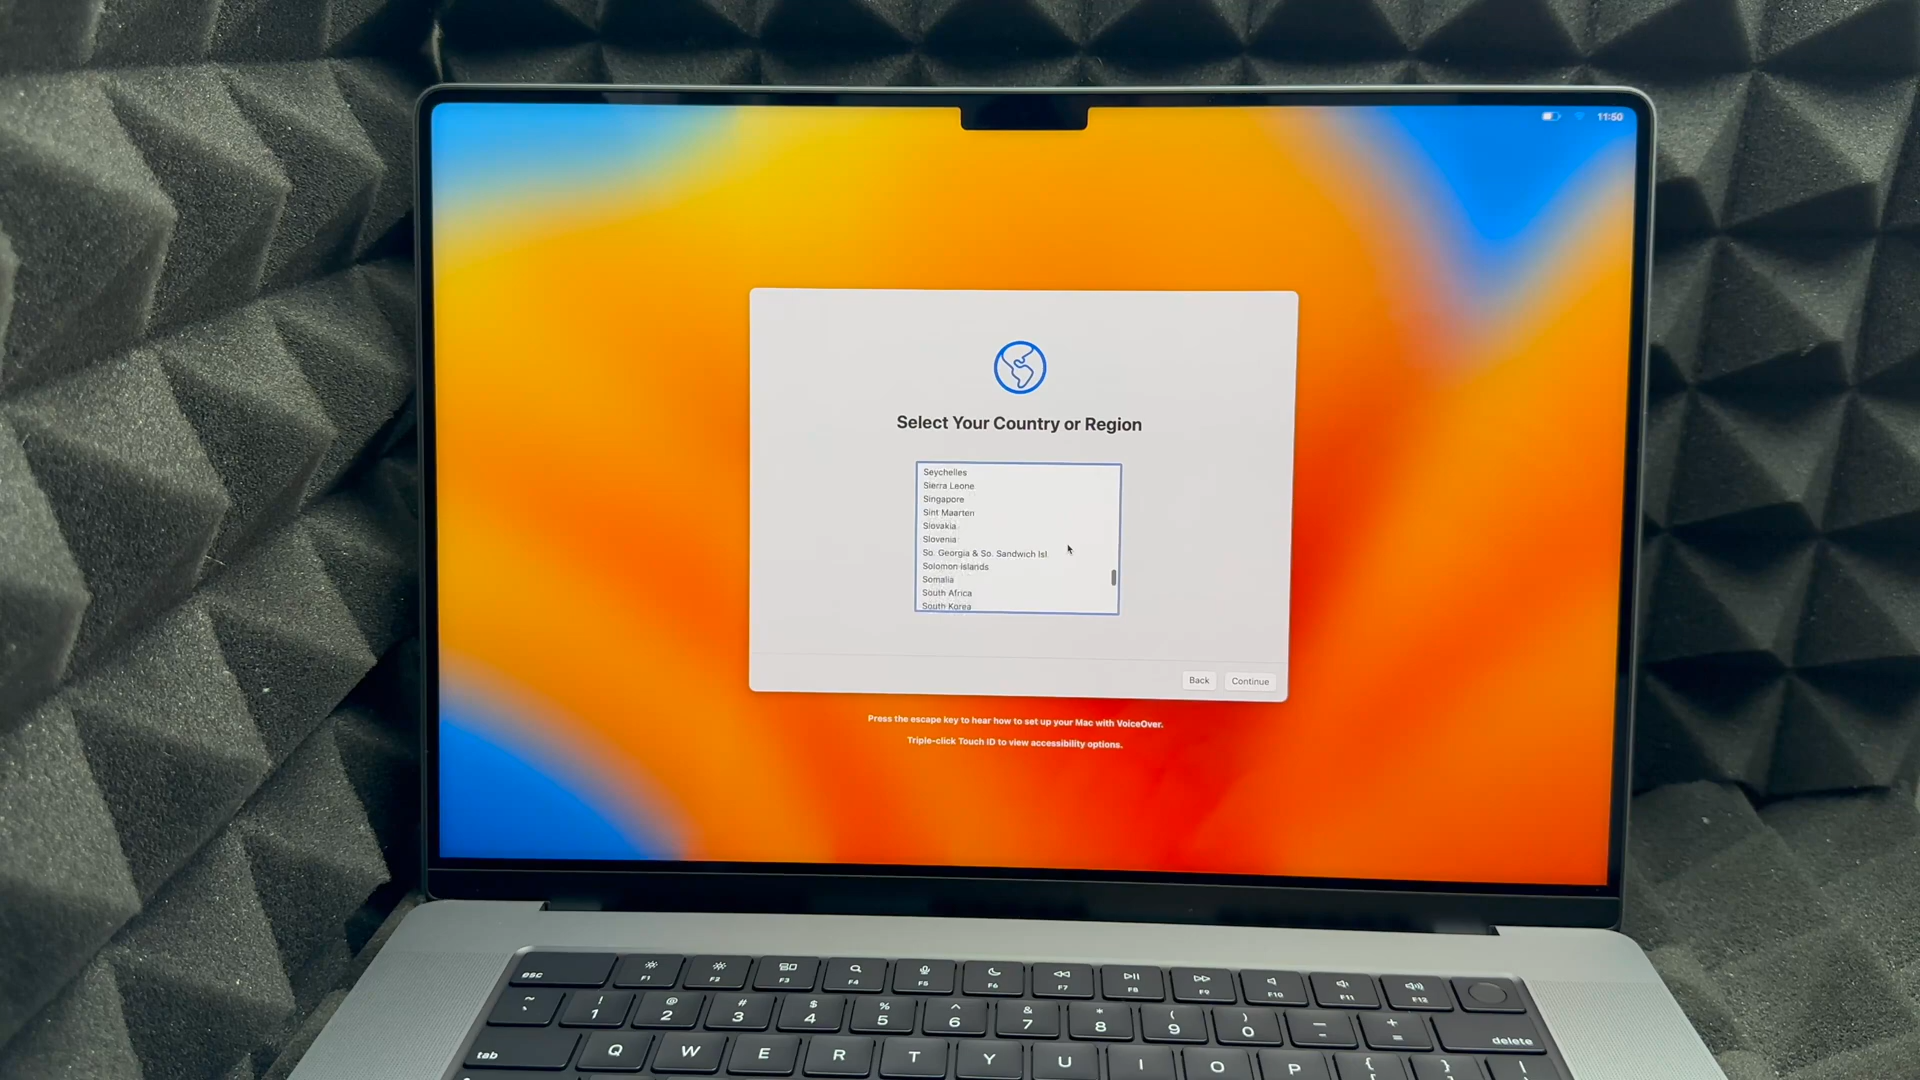 11:50
Select Your Country or Region
Seychelles
Sierra Leone
Singapore
Sint Maarten
Slovakia
Slovenia
So. Georgia & So. Sandwich Isl.
Solomon Islands
Somalia
South Africa
South Korea
Back Continue
Press the escape key to hear how to set up your Mac with VoiceOver.
Triple-click Touch ID to view accessibility options.
esc F1 F2 F3 F4 F5 F6 F7 F8 F9 F10 F11 F12
~ ! @ # $ % ^ & * ( ) _ +
` 1 2 3 4 5 6 7 8 9 0 - = delete
tab Q W E R T Y U I O P { }